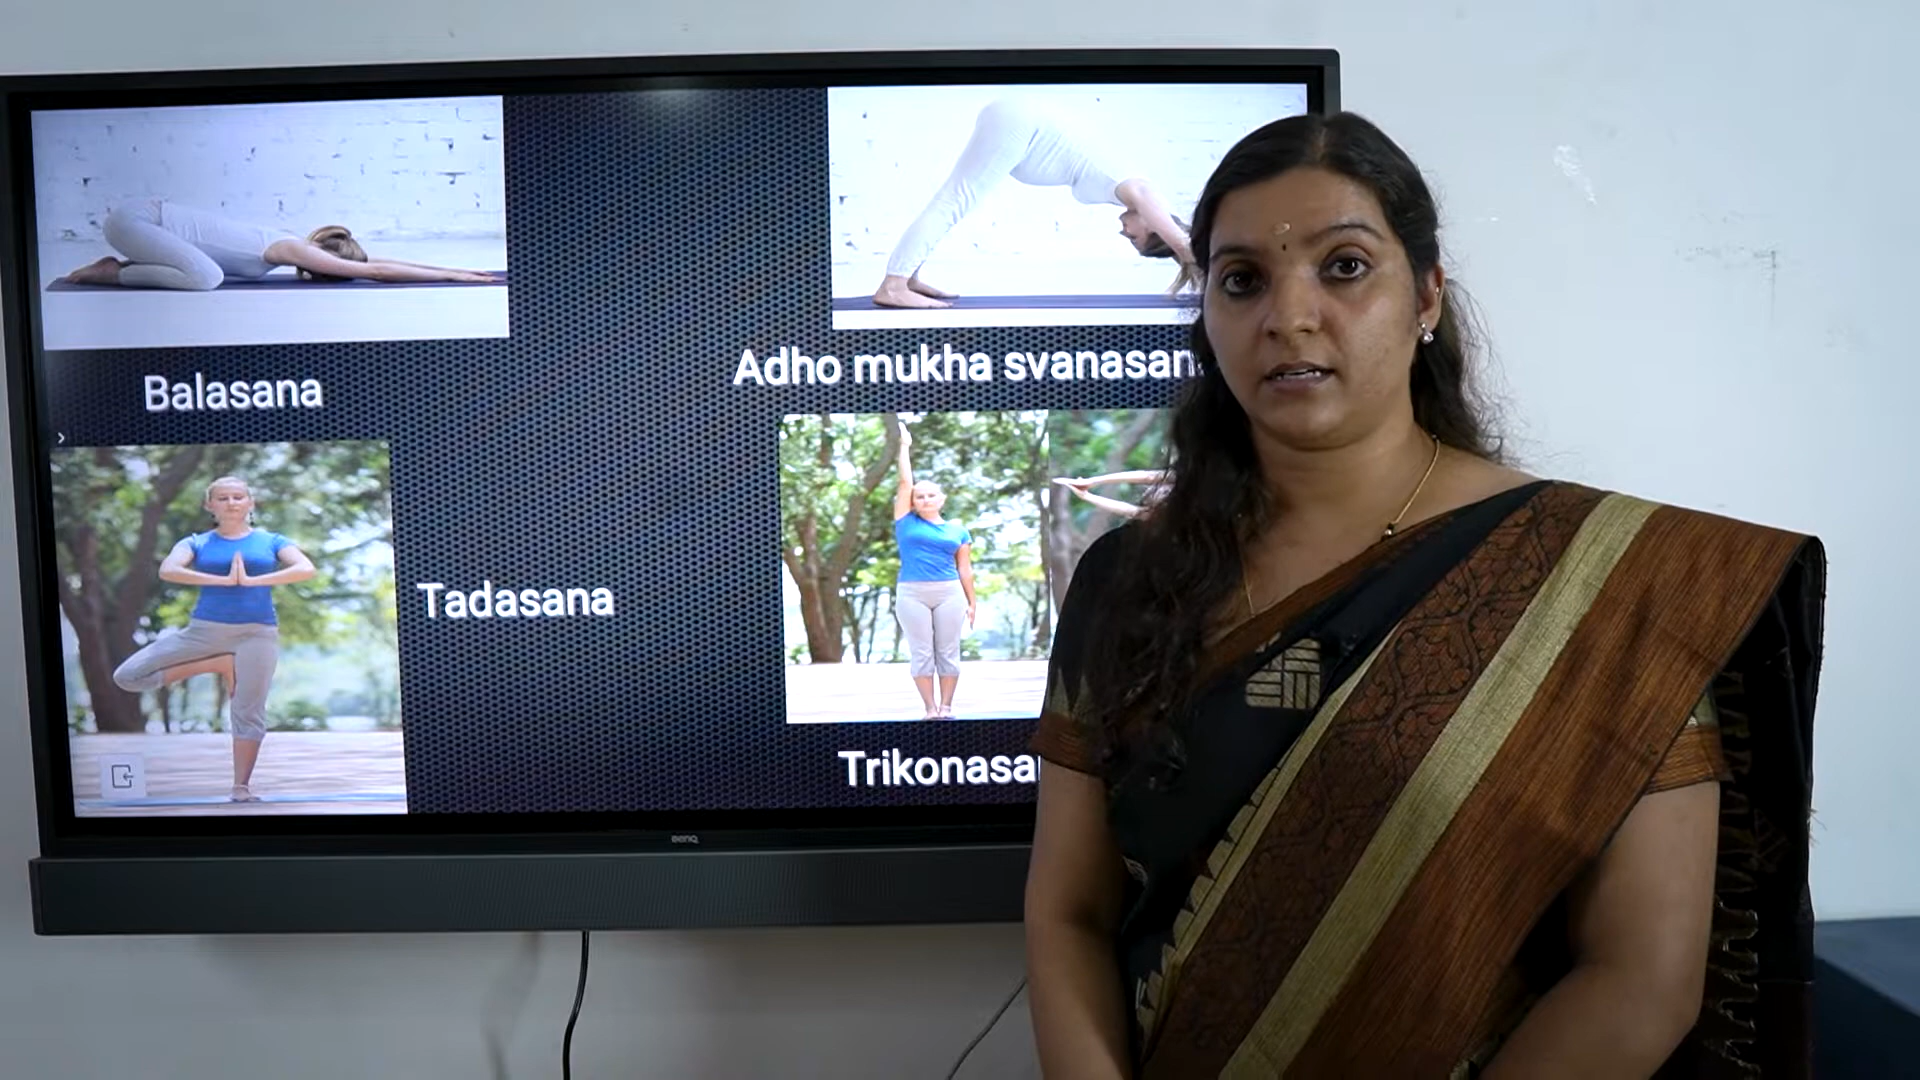 Balasana
Adho mukha svanasan
Tadasana
Trikonasa
BenQ